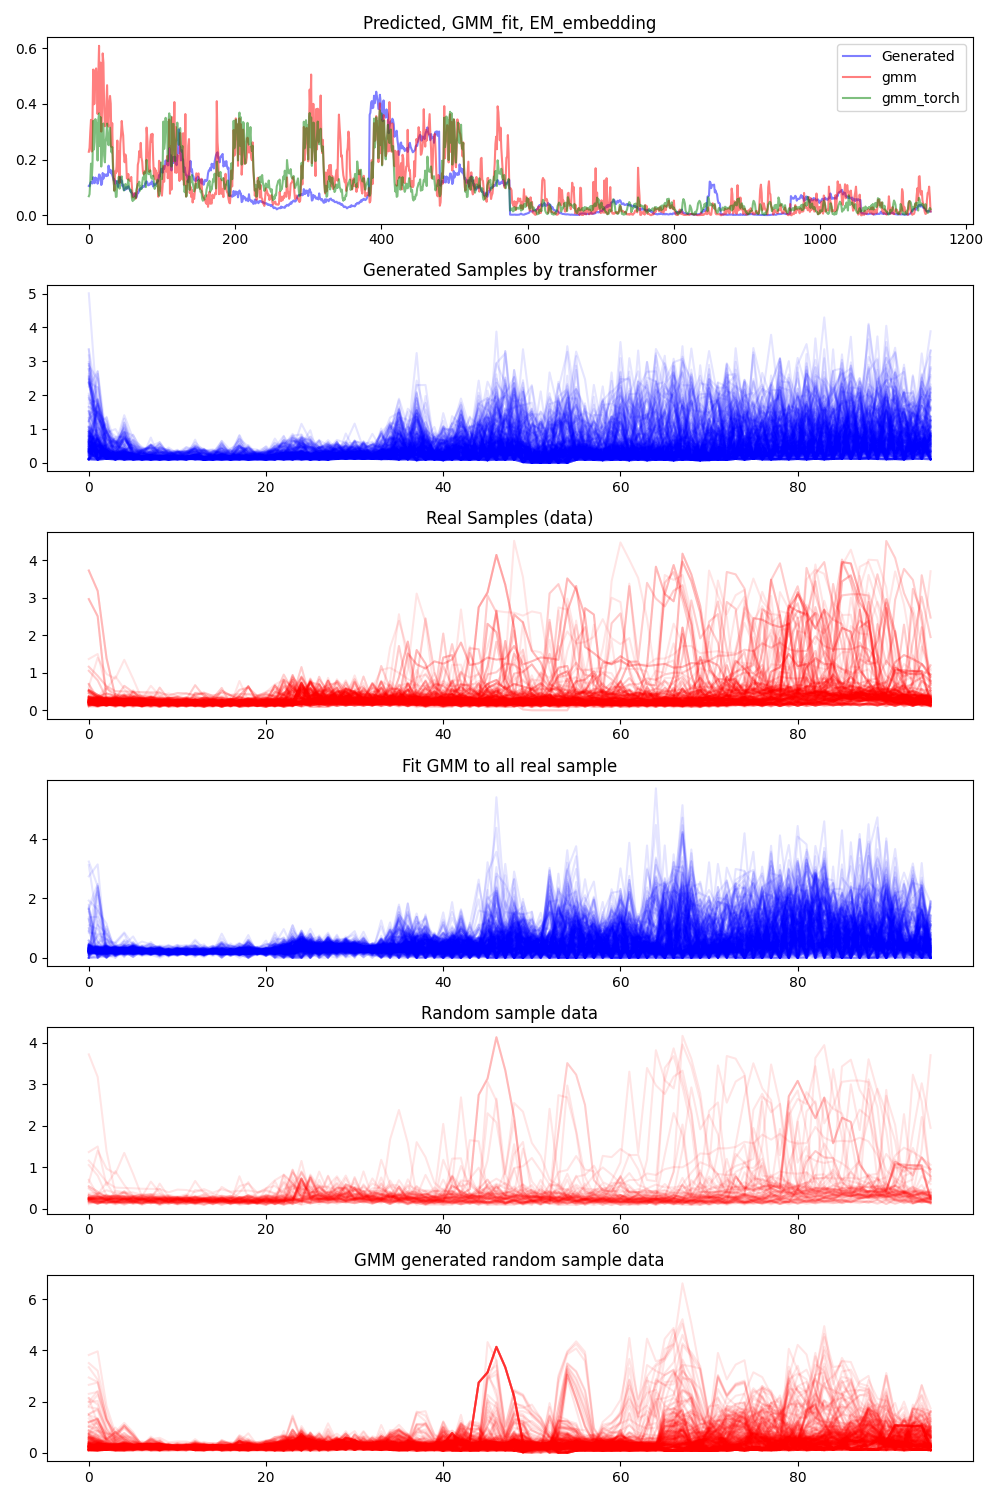 Predicted, GMM_fit, EM_embedding
0.6
0.4
0.2
0.0
Generated
gmm
gmm_torch
0 200 400 600 800 1000 1200
Generated Samples by transformer
5
4
3
2
1
0
0 20 40 60 80
Real Samples (data)
4
3
2
1
0
0 20 40 60 80
Fit GMM to all real sample
4
2
0
0 20 40 60 80
Random sample data
4
3
2
1
0
0 20 40 60 80
GMM generated random sample data
6
4
2
0
0 20 40 60 80